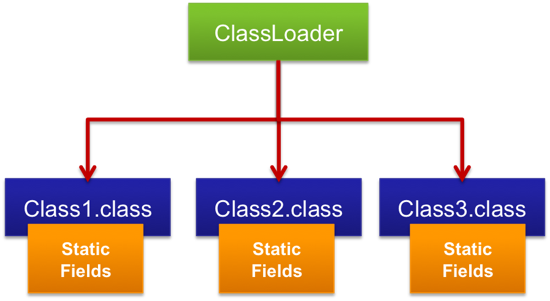 ClassLoader
Class1.class
Class2.class
Class3.class
Static
Fields
Static
Fields
Static
Fields